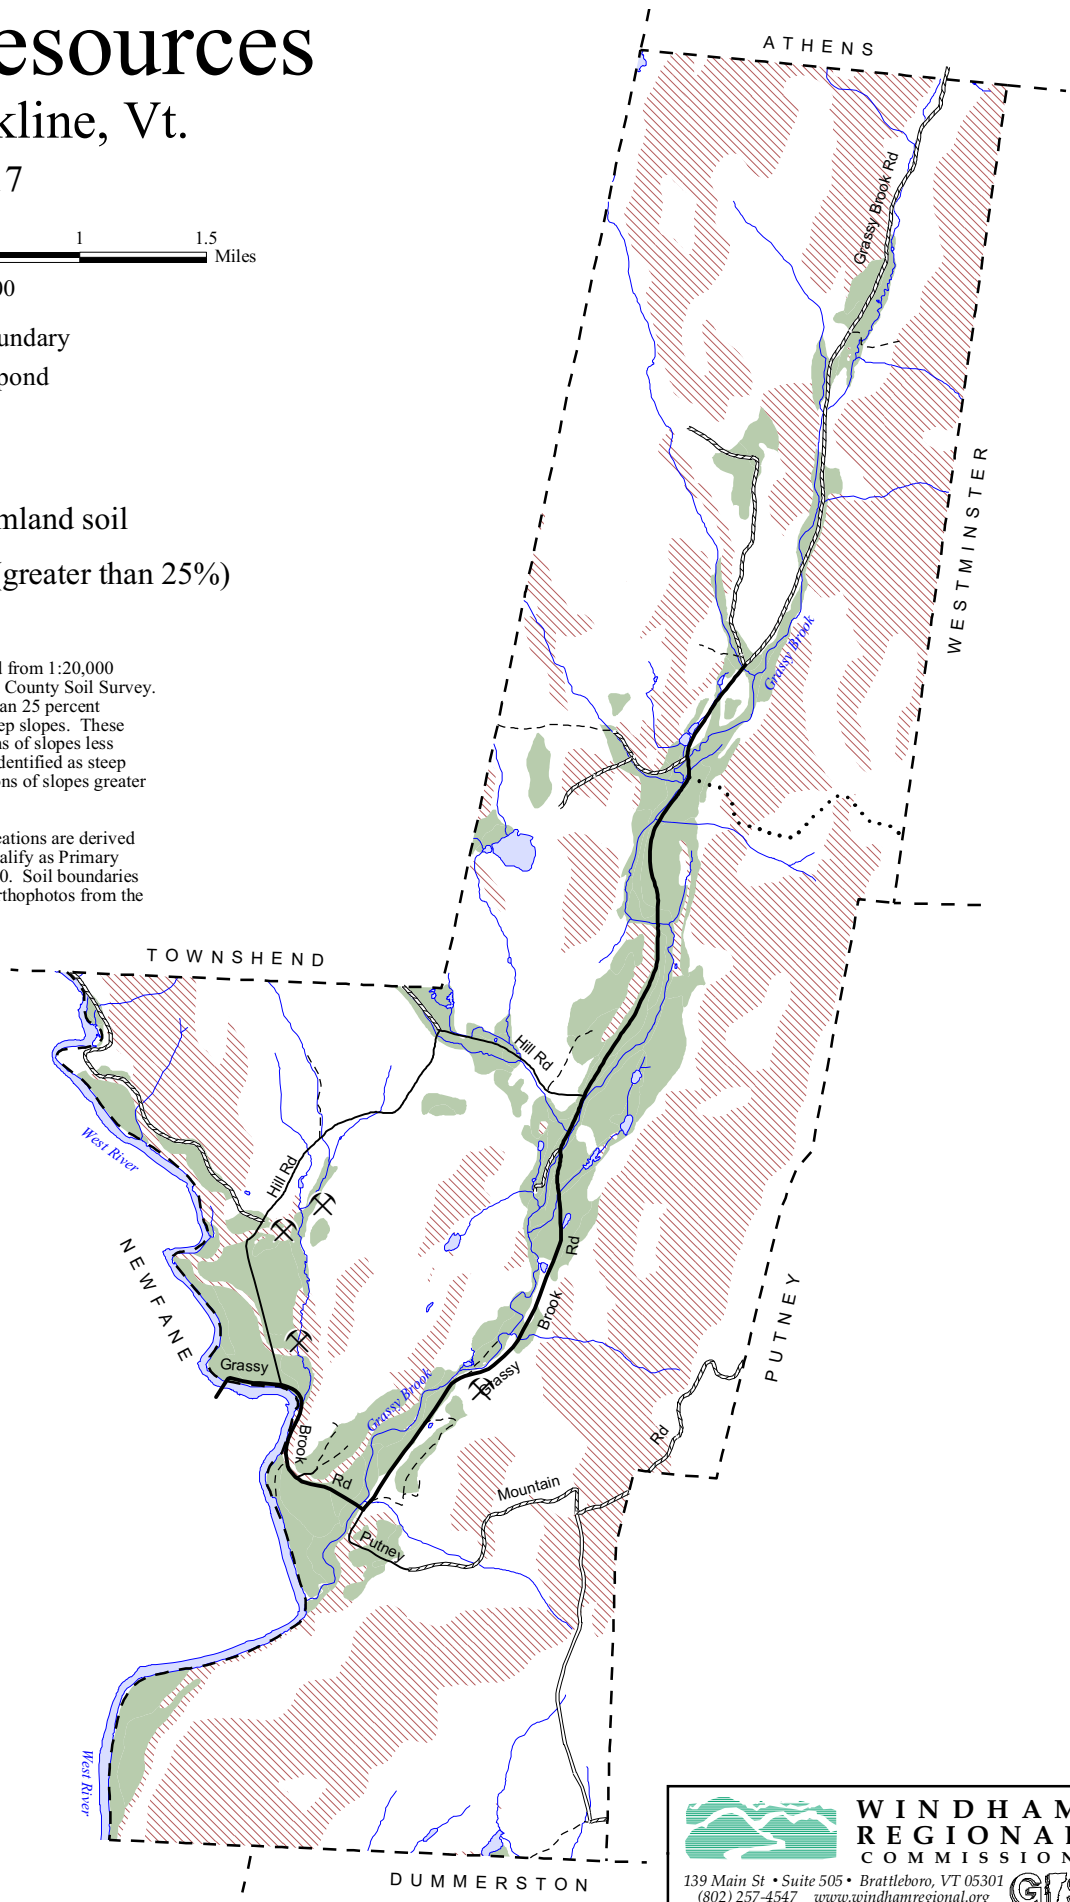 esources
kline, Vt.
7
1
1.5
Miles
00
undary
pond
mland soil
(greater than 25%)
l from 1:20,000
County Soil Survey.
an 25 percent
ep slopes. These
ns of slopes less
dentified as steep
ons of slopes greater
eations are derived
alify as Primary
0. Soil boundaries
rthophotos from the
ATHENS
Grassy Brook Rd
WESTMINSTER
Grassy Brook
TOWNSHEND
Hill Rd
West River
Hill Rd
NEWFANE
Rd
Brook
Grassy
PUTNEY
Grassy
Grassy Brook
Brook
Rd
Rd
Mountain
Putney
West River
DUMMERSTON
WINDHAM
REGIONAL
COMMISSION
139 Main St • Suite 505 • Brattleboro, VT 05301
(802) 257-4547 www.windhamregional.org
GIS